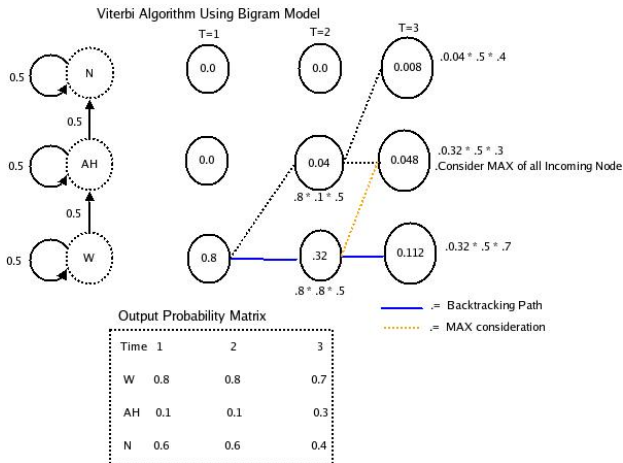 Viterbi Algorithm Using Bigram Model
T=1 T=2 T=3
0.5 N 0.0 0.0 0.008 .0.04 * .5 * .4
0.5
0.5 AH 0.0 0.04 0.048 .0.32 * .5 * .3
.Consider MAX of all Incoming Node
.8 * .1 * .5
0.5
0.5 W 0.8 .32 0.112 .0.32 * .5 * .7
.8 * .8 * .5
.= Backtracking Path
.= MAX consideration
Output Probability Matrix
Time 1 2 3
W 0.8 0.8 0.7
AH 0.1 0.1 0.3
N 0.6 0.6 0.4